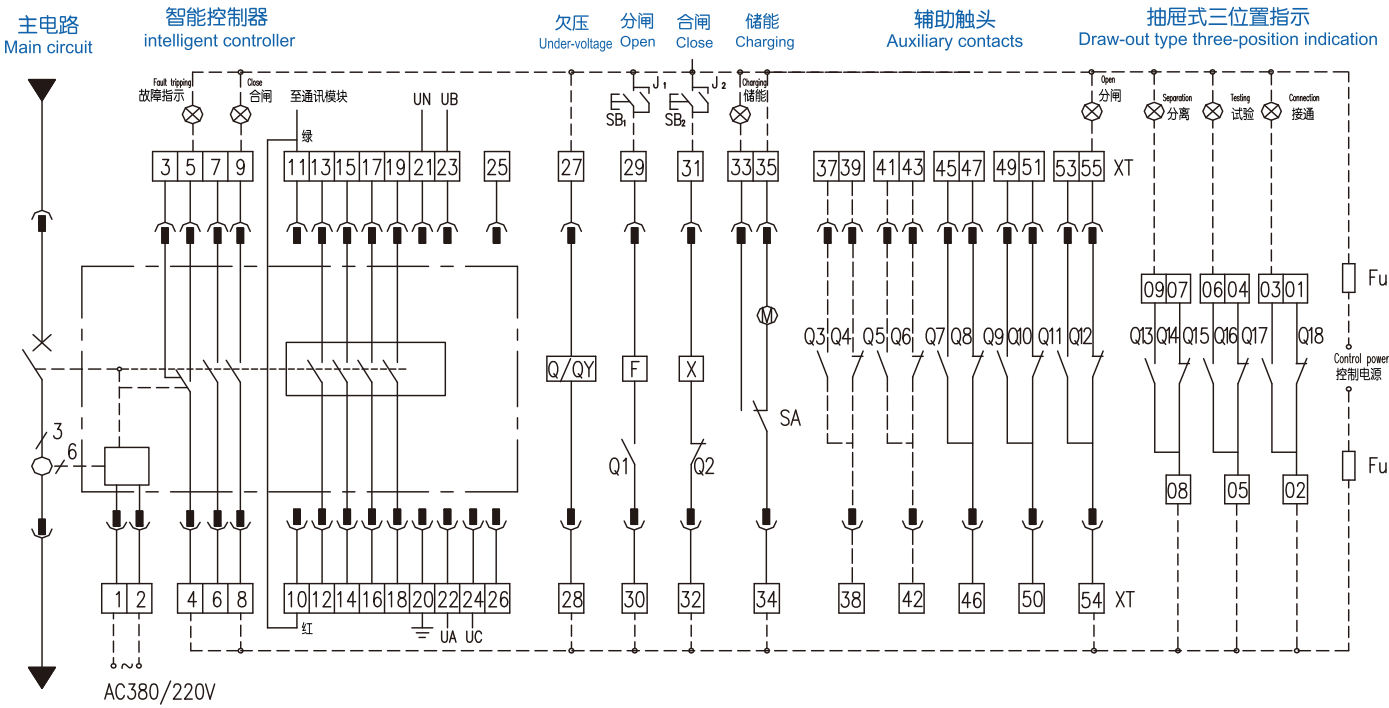 主电路
Main circuit
智能控制器
intelligent controller
欠压
Under-voltage
分闸
Open
合闸
Close
储能
Charging
辅助触头
Auxiliary contacts
抽屉式三位置指示
Draw-out type three-position indication
Fault tripping
故障指示
Close
合闸
至通讯模块
绿
UN UB
J 1
SB1
J 2
SB2
Charging
储能
Open
分闸
Separation
分离
Testing
试验
Connection
接通
3 5 7 9 11 13 15 17 19 21 23 25 27 29 31 33 35 37 39 41 43 45 47 49 51 53 55 XT
Fu
09 07 06 04 03 01
M
Q3 Q4 Q5 Q6 Q7 Q8 Q9 Q10 Q11 Q12 Q13 Q14 Q15 Q16 Q17 Q18
Control power
控制电源
Q/QY F X
SA
3
6
Q1 Q2
Fu
08 05 02
1 2 4 6 8 10 12 14 16 18 20 22 24 26 28 30 32 34 38 42 46 50 54 XT
红
UA UC
~
AC380/220V